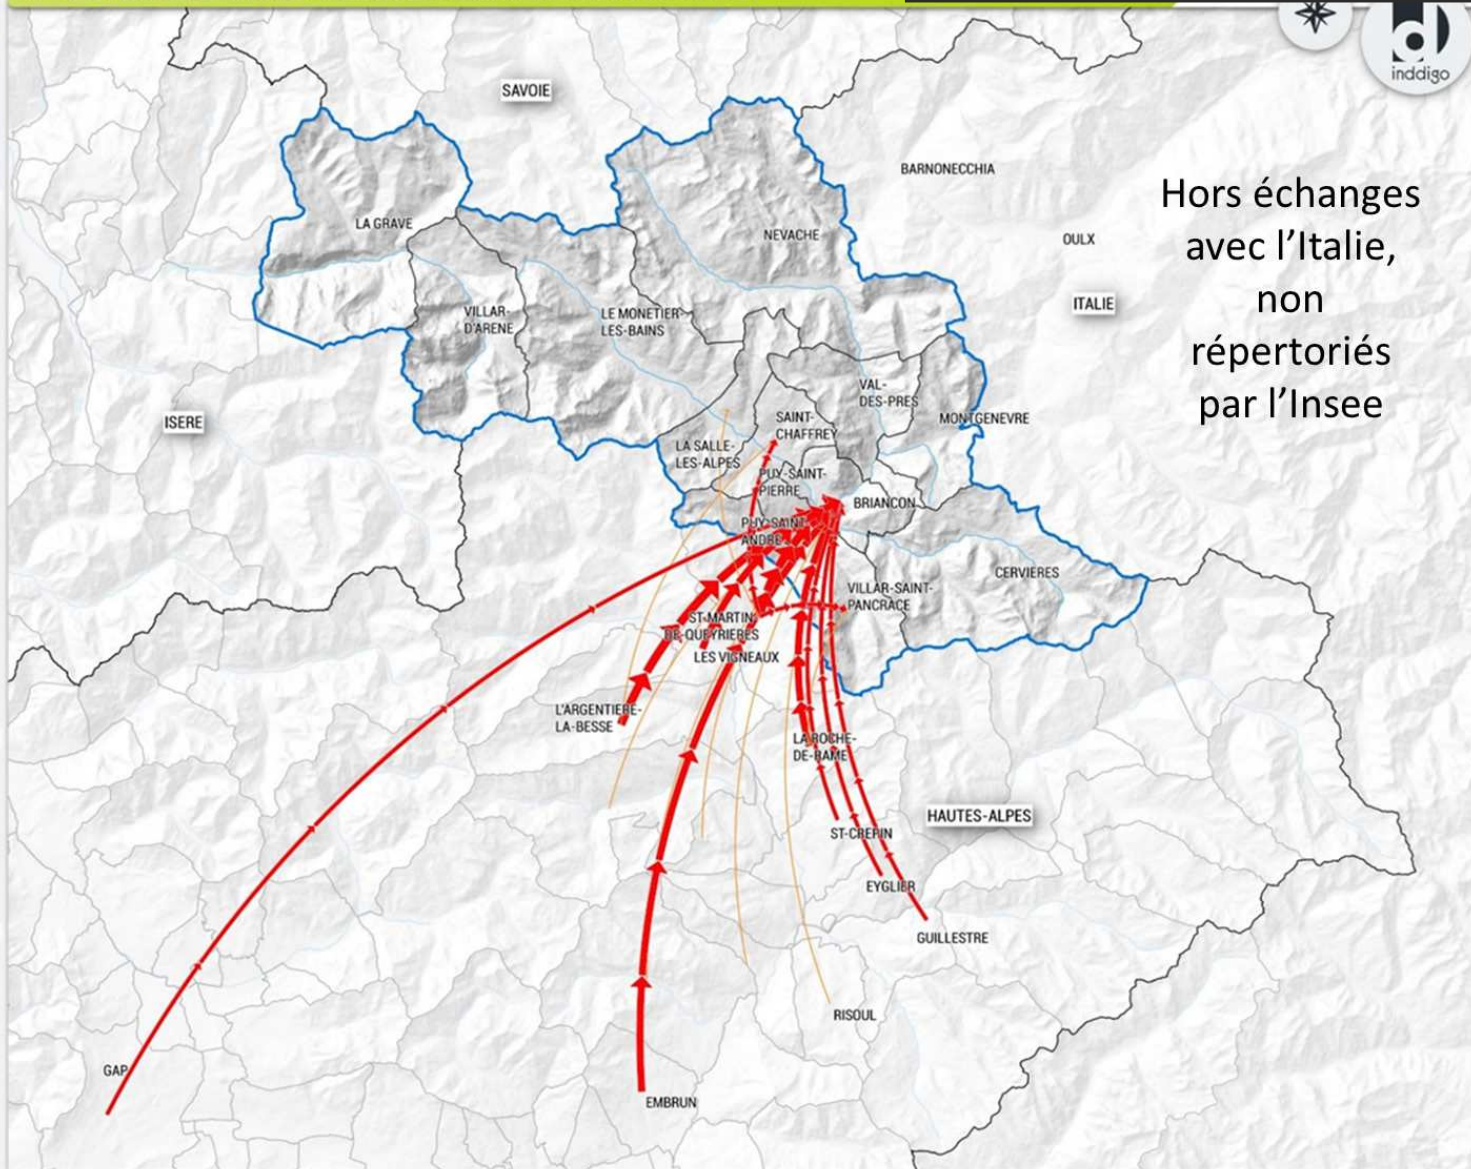 inddigo
SAVOIE
BARNONECCHIA
Hors échanges
avec l'Italie,
non
répertoriés
par l'Insee
LA GRAVE
NEVACHE
OULX
ITALIE
VILLAR-
D'ARENE
LE MONETIER-
LES-BAINS
VAL-
DES-PRES
ISERE
SAINT-
CHAFFREY
MONTGENEVRE
LA SALLE-
LES-ALPES
PUY-SAINT-
PIERRE
BRIANCON
PUY-SAINT-
ANDRE
CERVIERES
VILLAR-SAINT-
PANCRACE
ST-MARTIN-
DE-QUEYRIERES
LES VIGNEAUX
L'ARGENTIERE-
LA-BESSE
LA ROCHE-
DE-RAME
HAUTES-ALPES
ST-CREPIN
EYGLIER
GUILLESTRE
RISOUL
GAP
EMBRUN